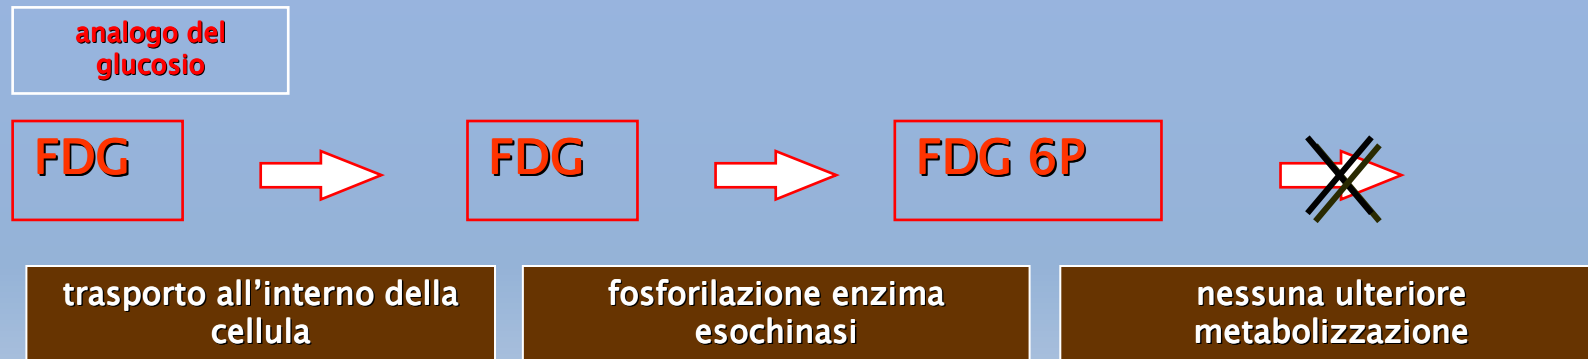 analogo del
glucosio
FDG
FDG
FDG 6P
trasporto all’interno della
cellula
fosforilazione enzima
esochinasi
nessuna ulteriore
metabolizzazione